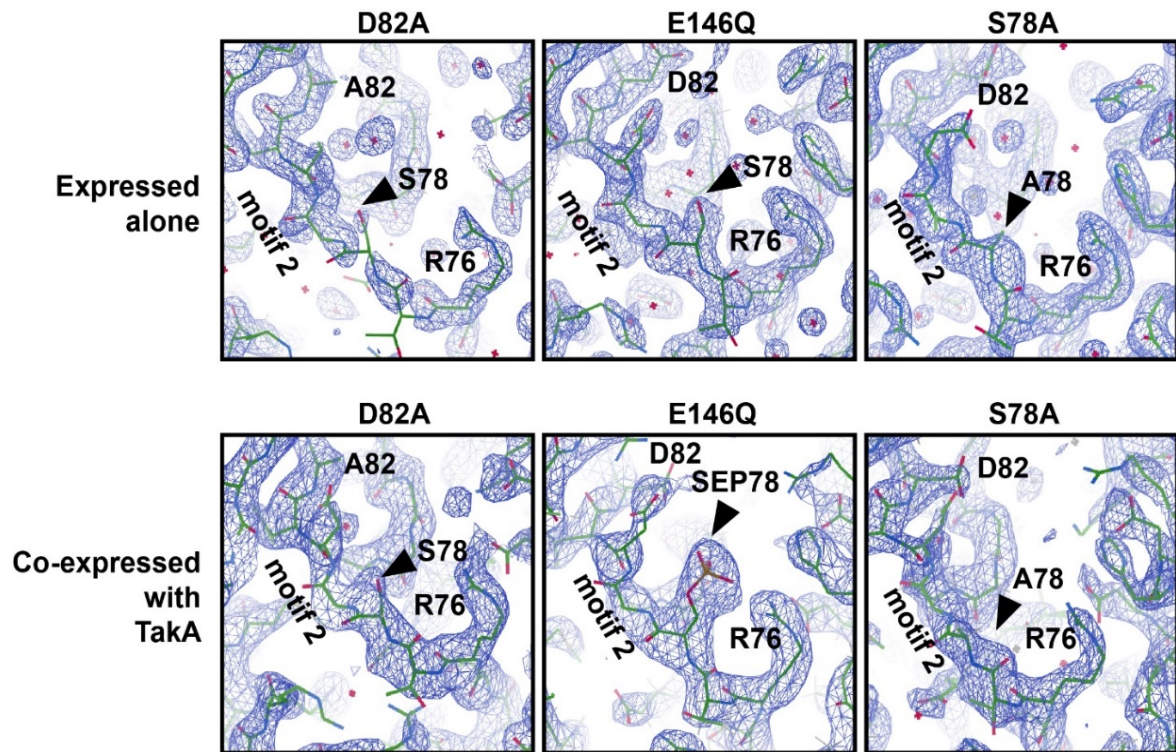 D82A E146Q S78A
Expressed
alone
A82
S78
R76
motif 2
D82
S78
R76
motif 2
D82
A78
R76
motif 2
D82A E146Q S78A
Co-expressed
with
TakA
A82
S78
R76
motif 2
D82
SEP78
R76
motif 2
D82
A78
R76
motif 2